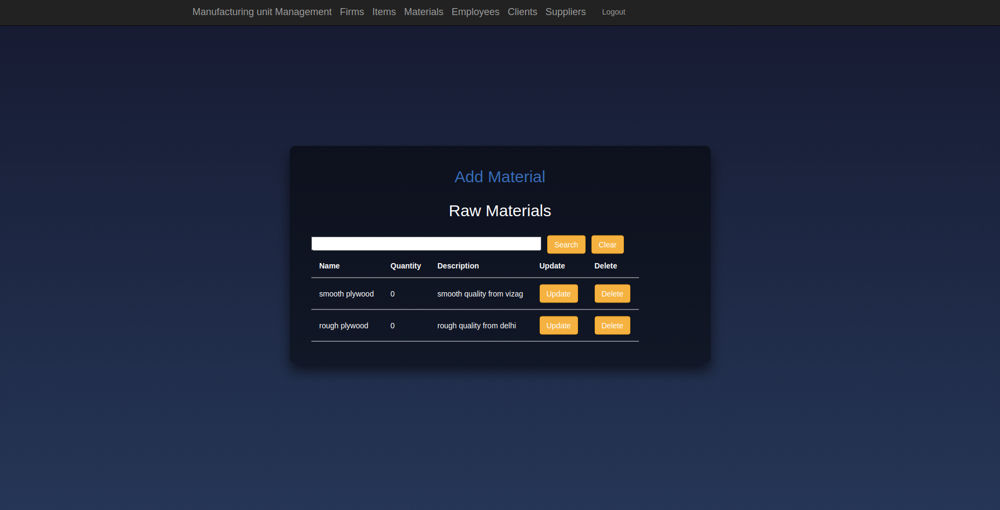 Manufacturing unit Management Firms Items Materials Employees Clients Suppliers Logout
Add Material
Raw Materials
Search Clear
Name Quantity Description Update Delete
smooth plywood 0 smooth quality from vizag Update Delete
rough plywood 0 rough quality from delhi Update Delete